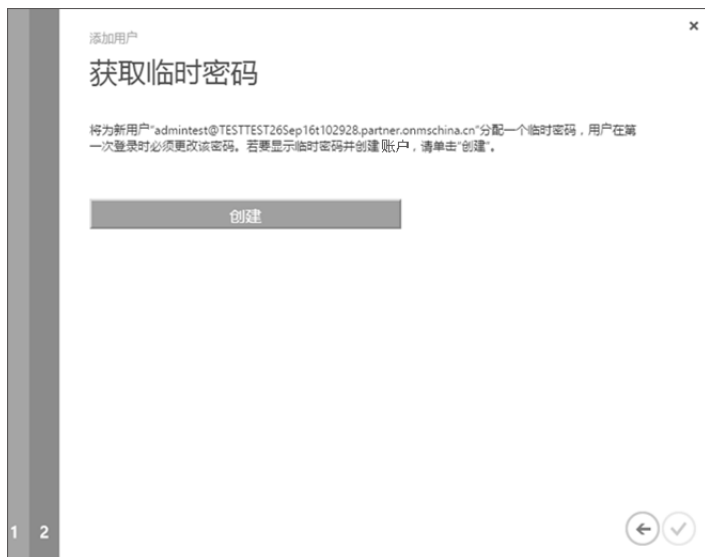 添加用户
获取临时密码
将为新用户"admintest@TESTTEST26Sep16t102928.partner.onmschina.cn"分配一个临时密码，用户在第
一次登录时必须更改该密码。若要显示临时密码并创建账户，请单击"创建"。
创建
1 2